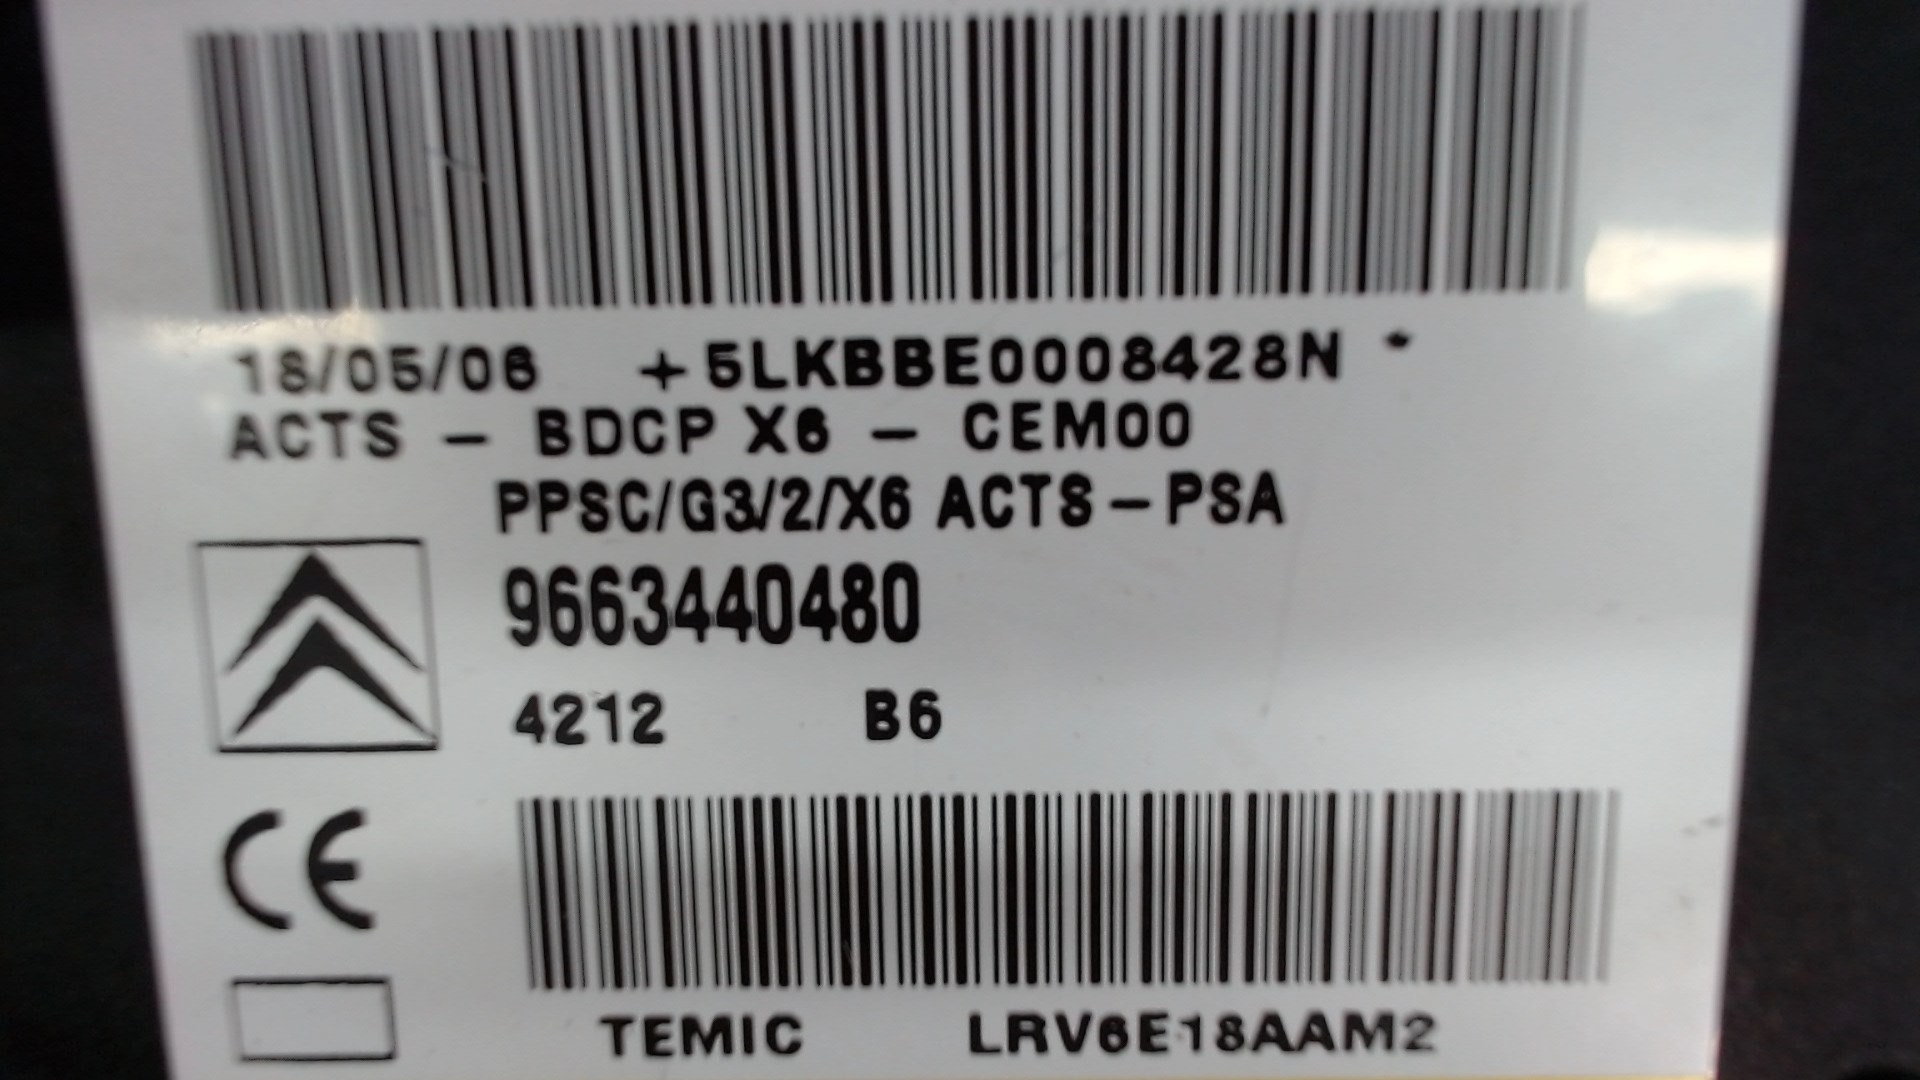 18/05/06 +5LKBBE0008428N *
ACTS - BDCP X6 - CEM00
PPSC/G3/2/X6 ACTS-PSA
9663440480
4212 B6
CE
TEMIC LRV6E18AAM2